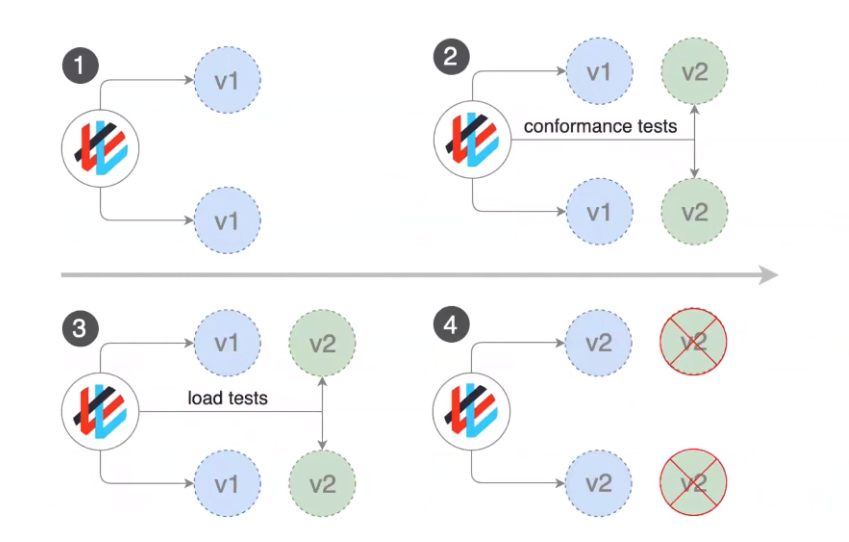 1
v1
v1
2
v1 v2
conformance tests
v1 v2
3
v1 v2
load tests
v1 v2
4
v2 v2
v2 v2